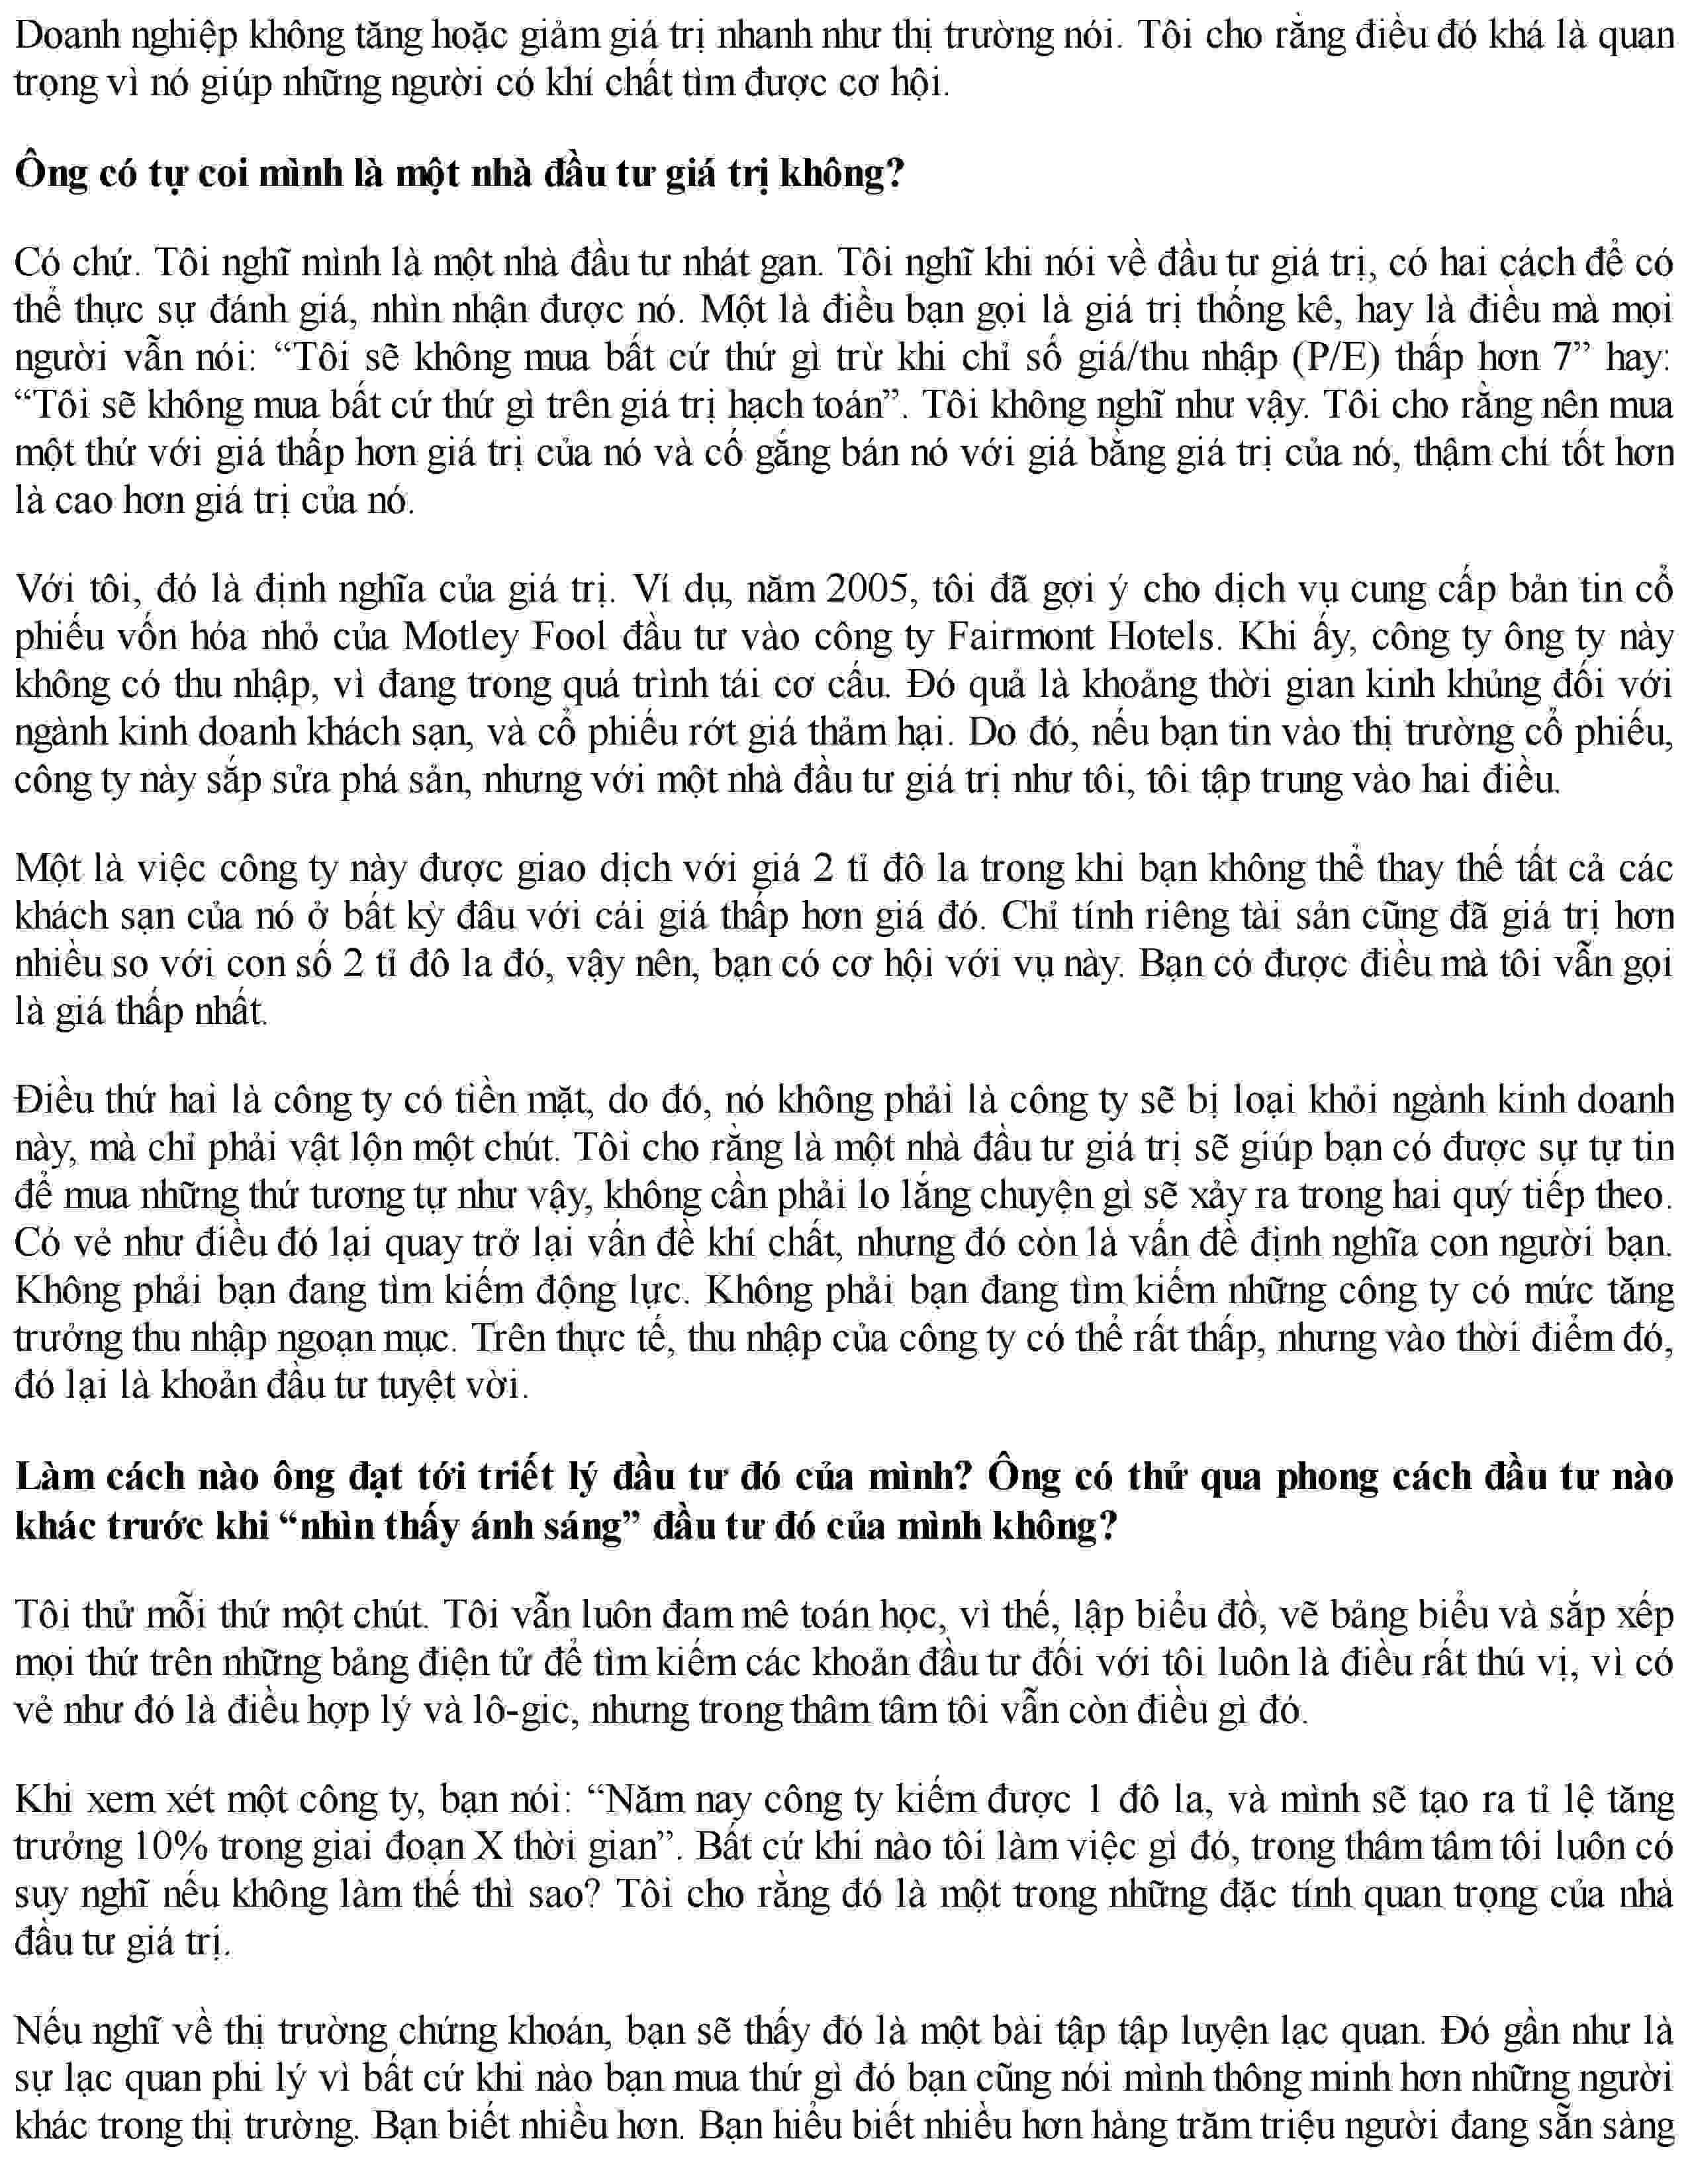 Doanh nghiệp không tăng hoặc giảm giá trị nhanh như thị trường nói. Tôi cho rằng điều đó khá là quan
trọng vì nó giúp những người có khí chất tìm được cơ hội.
Ông có tự coi mình là một nhà đầu tư giá trị không?
Có chứ. Tôi nghĩ mình là một nhà đầu tư nhát gan. Tôi nghĩ khi nói về đầu tư giá trị, có hai cách để có
thể thực sự đánh giá, nhìn nhận được nó. Một là điều bạn gọi là giá trị thống kê, hay là điều mà mọi
người vẫn nói: “Tôi sẽ không mua bất cứ thứ gì trừ khi chỉ số giá/thu nhập (P/E) thấp hơn 7” hay:
“Tôi sẽ không mua bất cứ thứ gì trên giá trị hạch toán”. Tôi không nghĩ như vậy. Tôi cho rằng nên mua
một thứ với giá thấp hơn giá trị của nó và cố gắng bán nó với giá bằng giá trị của nó, thậm chí tốt hơn
là cao hơn giá trị của nó.
Với tôi, đó là định nghĩa của giá trị. Ví dụ, năm 2005, tôi đã gợi ý cho dịch vụ cung cấp bản tin cổ
phiếu vốn hóa nhỏ của Motley Fool đầu tư vào công ty Fairmont Hotels. Khi ấy, công ty ông ty này
không có thu nhập, vì đang trong quá trình tái cơ cấu. Đó quả là khoảng thời gian kinh khủng đối với
ngành kinh doanh khách sạn, và cổ phiếu rớt giá thảm hại. Do đó, nếu bạn tin vào thị trường cổ phiếu,
công ty này sắp sửa phá sản, nhưng với một nhà đầu tư giá trị như tôi, tôi tập trung vào hai điều.
Một là việc công ty này được giao dịch với giá 2 tỉ đô la trong khi bạn không thể thay thế tất cả các
khách sạn của nó ở bất kỳ đâu với cái giá thấp hơn giá đó. Chỉ tính riêng tài sản cũng đã giá trị hơn
nhiều so với con số 2 tỉ đô la đó, vậy nên, bạn có cơ hội với vụ này. Bạn có được điều mà tôi vẫn gọi
là giá thấp nhất.
Điều thứ hai là công ty có tiền mặt, do đó, nó không phải là công ty sẽ bị loại khỏi ngành kinh doanh
này, mà chỉ phải vật lộn một chút. Tôi cho rằng là một nhà đầu tư giá trị sẽ giúp bạn có được sự tự tin
để mua những thứ tương tự như vậy, không cần phải lo lắng chuyện gì sẽ xảy ra trong hai quý tiếp theo.
Có vẻ như điều đó lại quay trở lại vấn đề khí chất, nhưng đó còn là vấn đề định nghĩa con người bạn.
Không phải bạn đang tìm kiếm động lực. Không phải bạn đang tìm kiếm những công ty có mức tăng
trưởng thu nhập ngoạn mục. Trên thực tế, thu nhập của công ty có thể rất thấp, nhưng vào thời điểm đó,
đó lại là khoản đầu tư tuyệt vời.
Làm cách nào ông đạt tới triết lý đầu tư đó của mình? Ông có thử qua phong cách đầu tư nào
khác trước khi “nhìn thấy ánh sáng” đầu tư đó của mình không?
Tôi thử mỗi thứ một chút. Tôi vẫn luôn đam mê toán học, vì thế, lập biểu đồ, vẽ bảng biểu và sắp xếp
mọi thứ trên những bảng điện tử để tìm kiếm các khoản đầu tư đối với tôi luôn là điều rất thú vị, vì có
vẻ như đó là điều hợp lý và lô-gic, nhưng trong thâm tâm tôi vẫn còn điều gì đó.
Khi xem xét một công ty, bạn nói: “Năm nay công ty kiếm được 1 đô la, và mình sẽ tạo ra tỉ lệ tăng
trưởng 10% trong giai đoạn X thời gian”. Bất cứ khi nào tôi làm việc gì đó, trong thâm tâm tôi luôn có
suy nghĩ nếu không làm thế thì sao? Tôi cho rằng đó là một trong những đặc tính quan trọng của nhà
đầu tư giá trị.
Nếu nghĩ về thị trường chứng khoán, bạn sẽ thấy đó là một bài tập tập luyện lạc quan. Đó gần như là
sự lạc quan phi lý vì bất cứ khi nào bạn mua thứ gì đó bạn cũng nói mình thông minh hơn những người
khác trong thị trường. Bạn biết nhiều hơn. Bạn hiểu biết nhiều hơn hàng trăm triệu người đang sẵn sàng